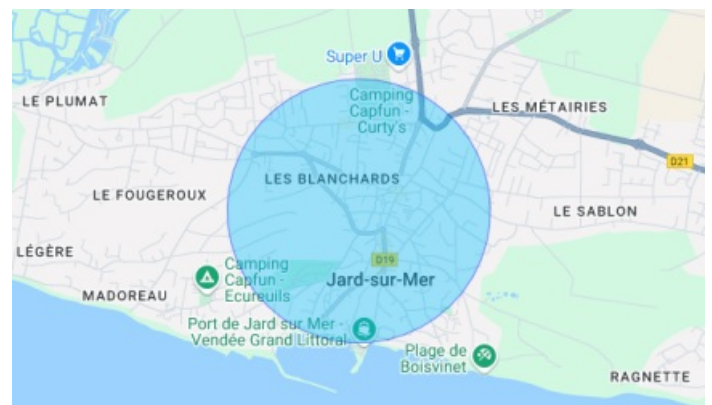 Super U
LE PLUMAT
Camping
Capfun -
Curty's
LES MÉTAIRIES
D21
LES BLANCHARDS
LE FOUGEROUX
LE SABLON
LÉGÈRE
D19
Camping
Capfun -
Ecureuils
Jard-sur-Mer
MADOREAU
Port de Jard sur Mer -
Vendée Grand Littoral
Plage de
Boisvinet
RAGNETTE